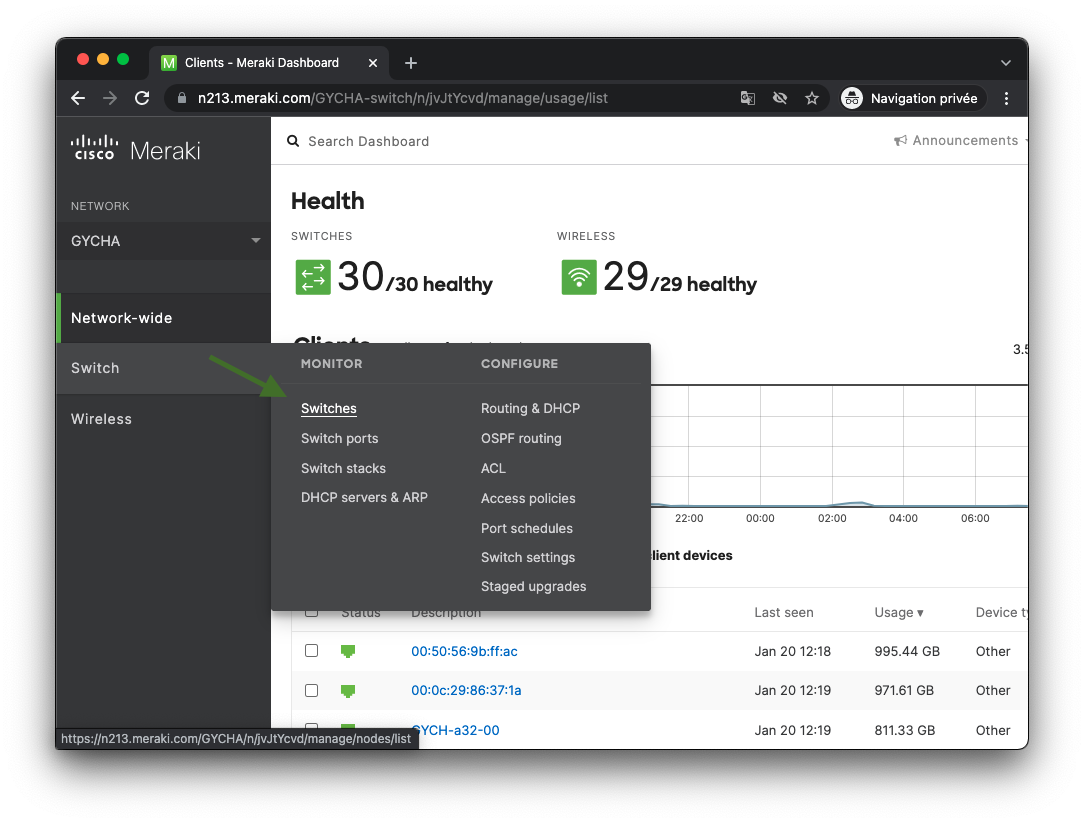 Clients - Meraki Dashboard
n213.meraki.com/GYCHA-switch/n/jvJtYcvd/manage/usage/list
Navigation privée
cisco Meraki
NETWORK
GYCHA
Network-wide
Switch
Wireless
Search Dashboard
Announcements
Health
SWITCHES
30/30 healthy
WIRELESS
29/29 healthy
Clients
3.5
MONITOR
Switches
Switch ports
Switch stacks
DHCP servers & ARP
CONFIGURE
Routing & DHCP
OSPF routing
ACL
Access policies
Port schedules
Switch settings
Staged upgrades
22:00 00:00 02:00 04:00 06:00
client devices
Status Description Last seen Usage ▾ Device ty
00:50:56:9b:ff:ac Jan 20 12:18 995.44 GB Other
00:0c:29:86:37:1a Jan 20 12:19 971.61 GB Other
GYCH-a32-00 Jan 20 12:19 811.33 GB Other
https://n213.meraki.com/GYCHA/n/jvJtYcvd/manage/nodes/list